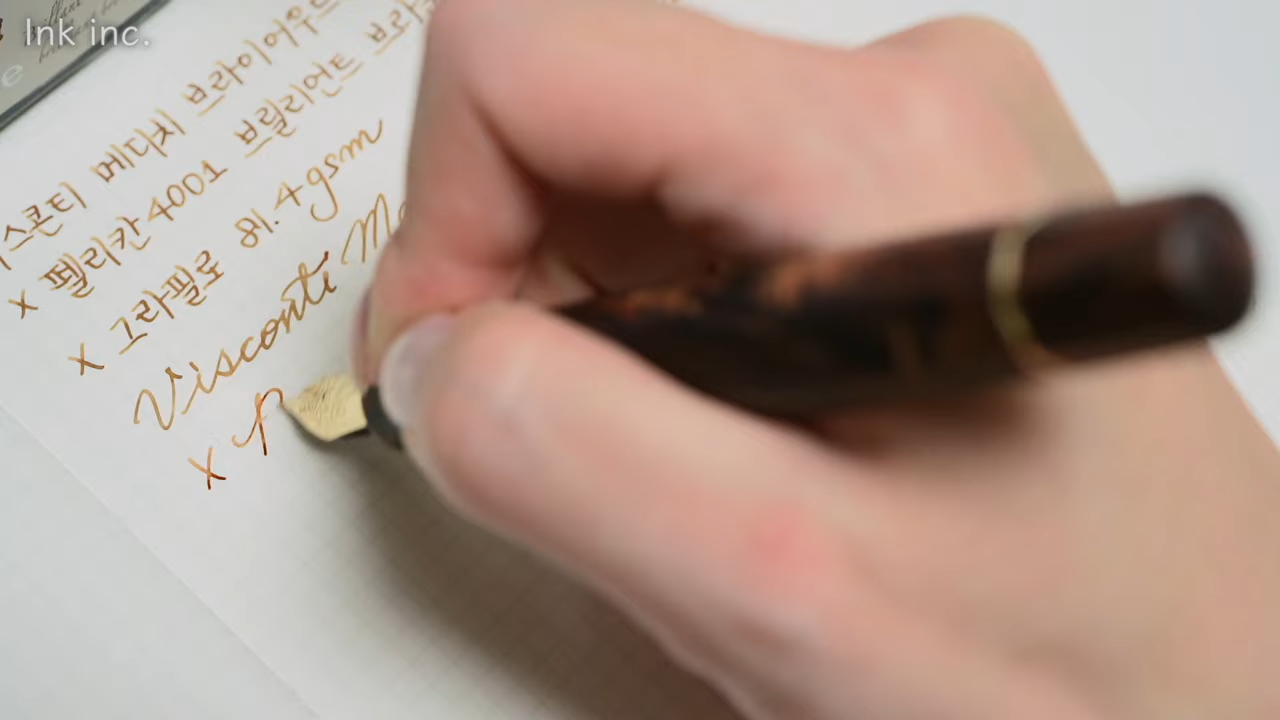 Ink inc.
스콘티 메디치 브라이어우드
x 펠리칸 4001 브릴리언트 브라
x 그라필로 81.4gsm
Visconti Me
x P